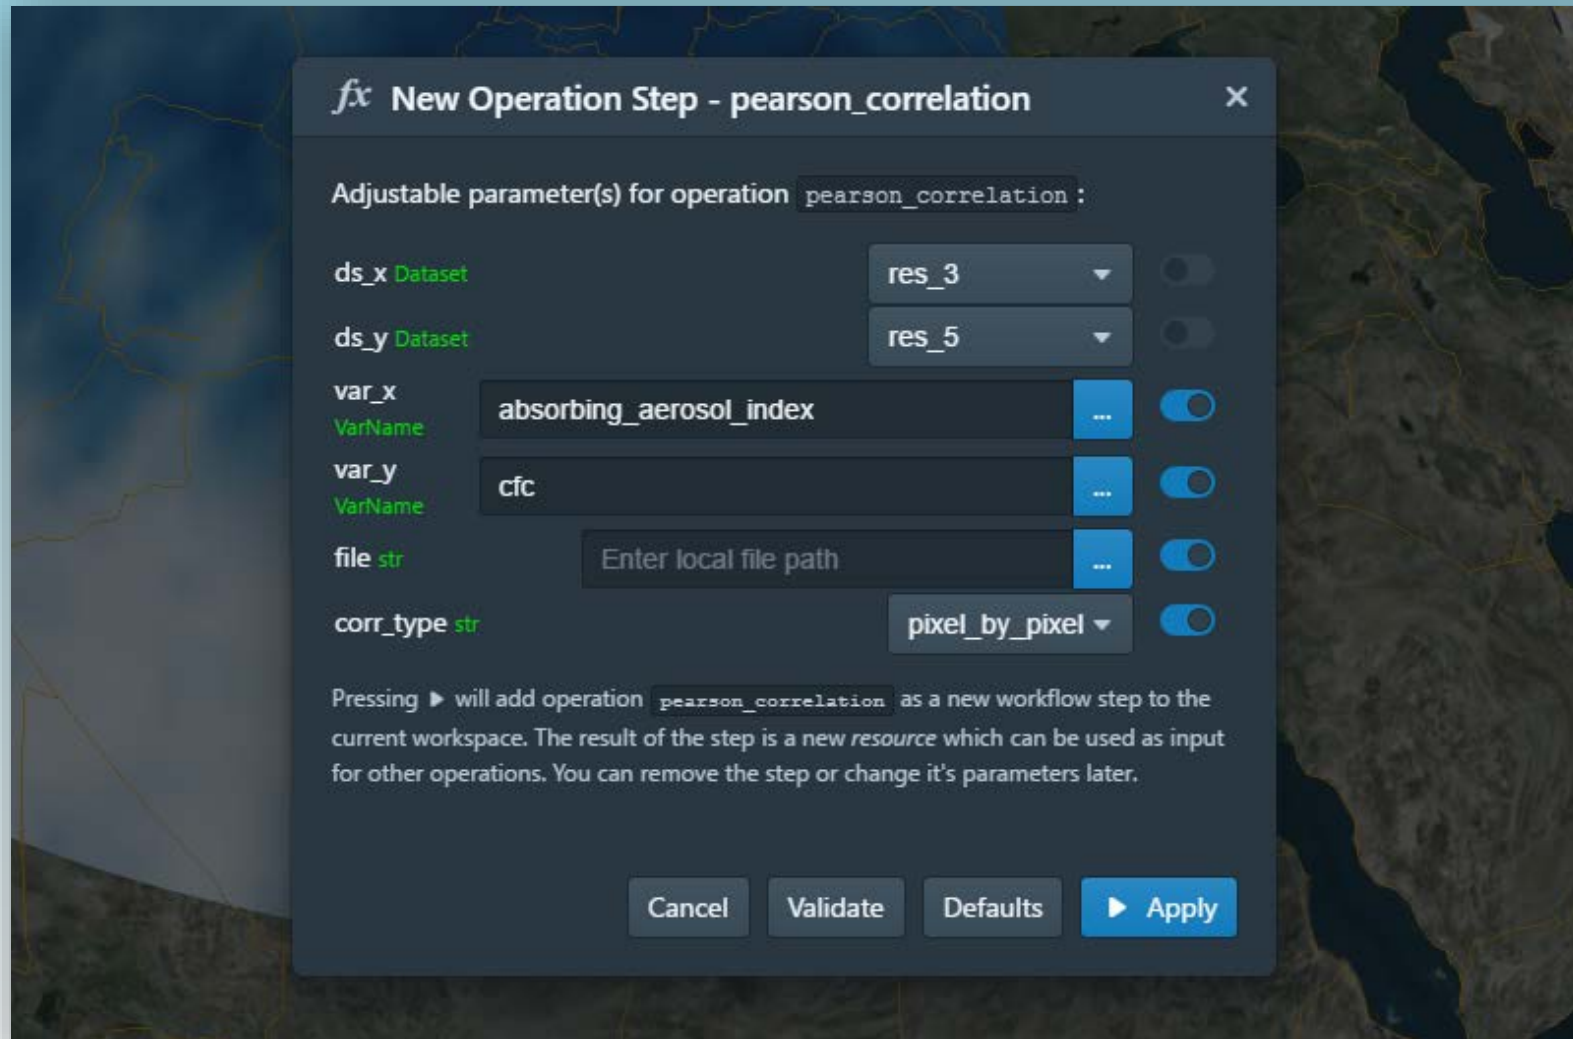 fx New Operation Step - pearson_correlation ×
Adjustable parameter(s) for operation pearson_correlation :
ds_x Dataset res_3
ds_y Dataset res_5
var_x
VarName absorbing_aerosol_index ...
var_y
VarName cfc ...
file str Enter local file path ...
corr_type str pixel_by_pixel
Pressing ▶ will add operation pearson_correlation as a new workflow step to the
current workspace. The result of the step is a new resource which can be used as input
for other operations. You can remove the step or change it's parameters later.
Cancel Validate Defaults ▶ Apply